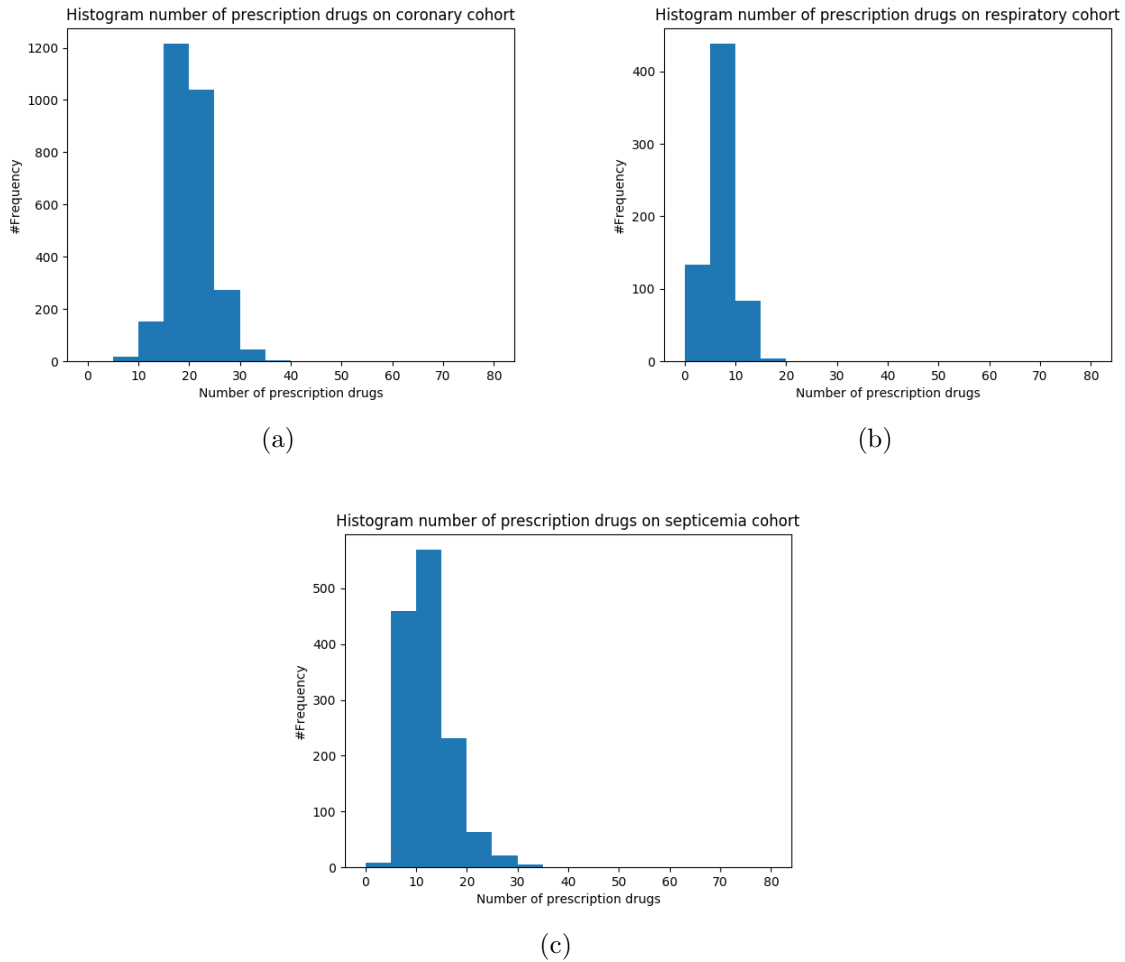 Histogram number of prescription drugs on coronary cohort
1200
1000
800
600
400
200
0
#Frequency
0 10 20 30 40 50 60 70 80
Number of prescription drugs
(a)
Histogram number of prescription drugs on respiratory cohort
400
300
200
100
0
#Frequency
0 10 20 30 40 50 60 70 80
Number of prescription drugs
(b)
Histogram number of prescription drugs on septicemia cohort
500
400
300
200
100
0
#Frequency
0 10 20 30 40 50 60 70 80
Number of prescription drugs
(c)